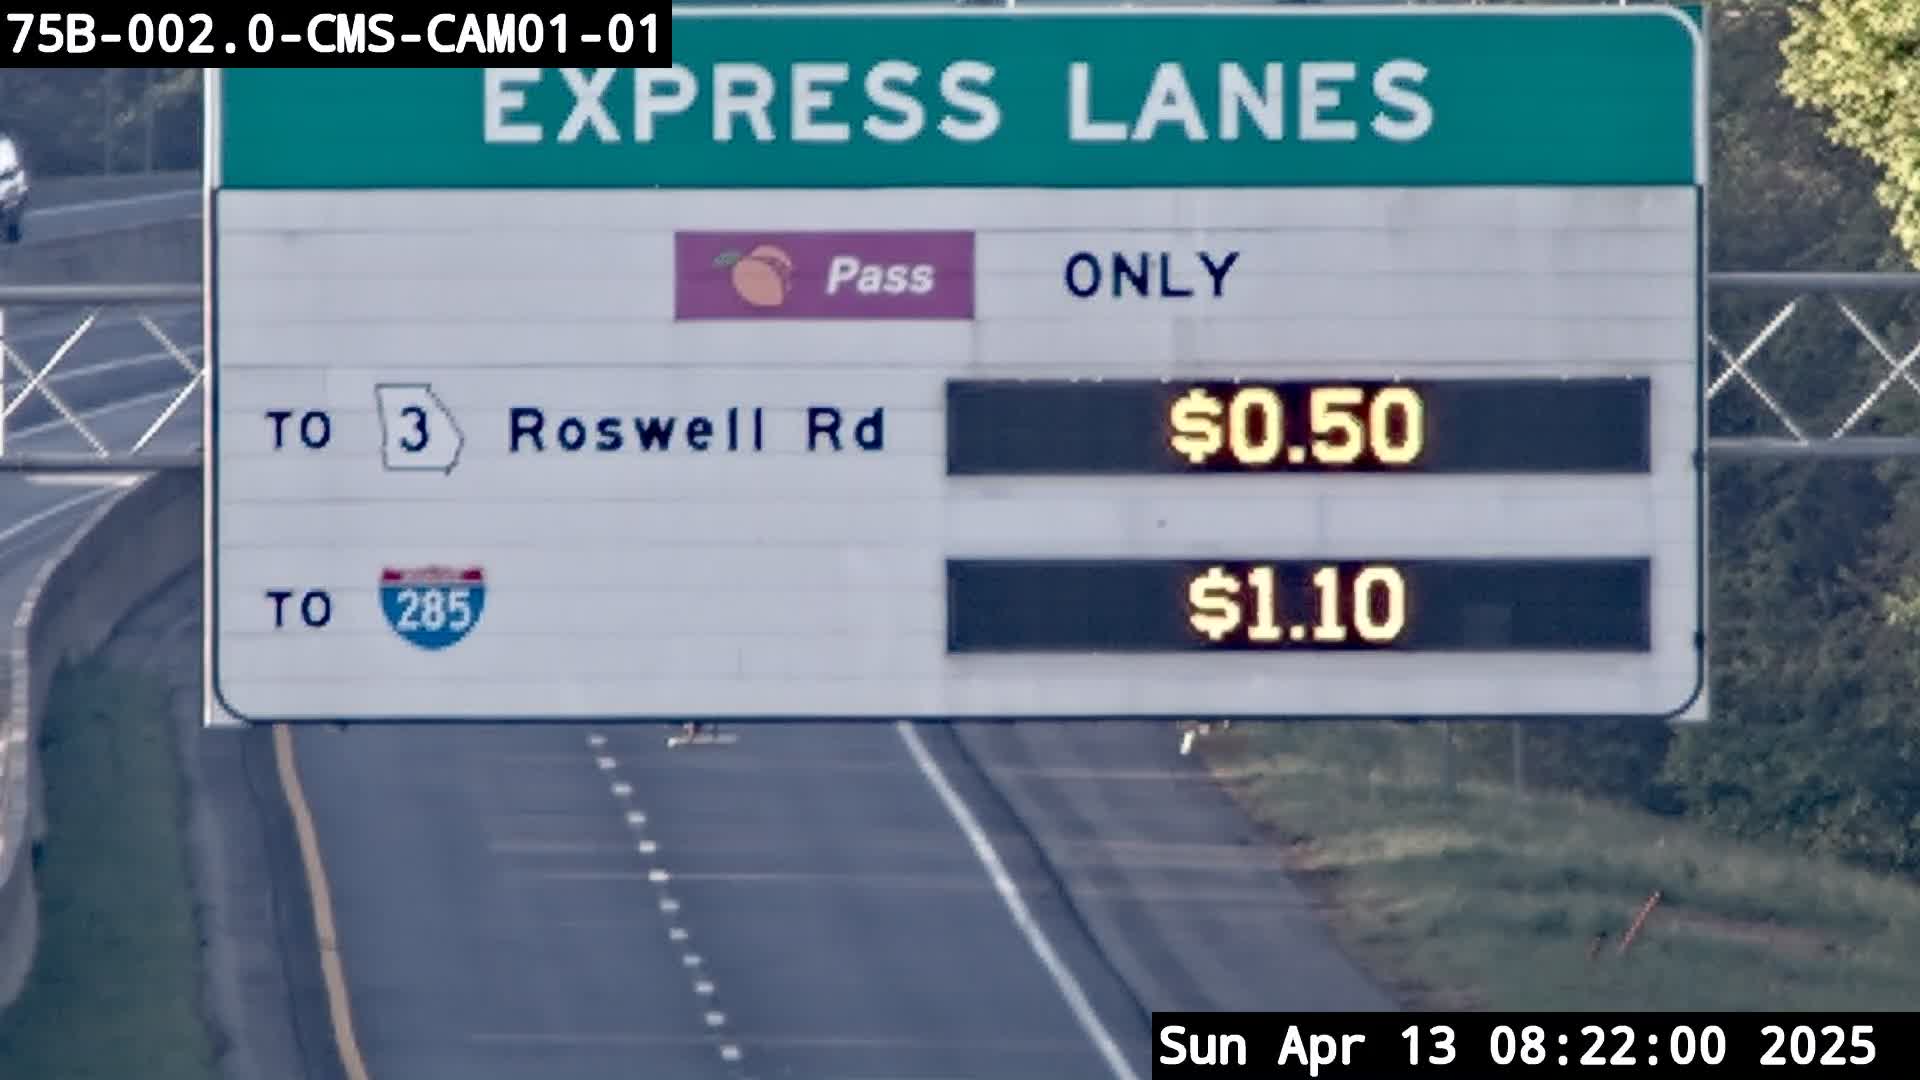 75B-002.0-CMS-CAM01-01
EXPRESS LANES
Pass ONLY
TO 3 Roswell Rd $0.50
TO 285 $1.10
Sun Apr 13 08:22:00 2025